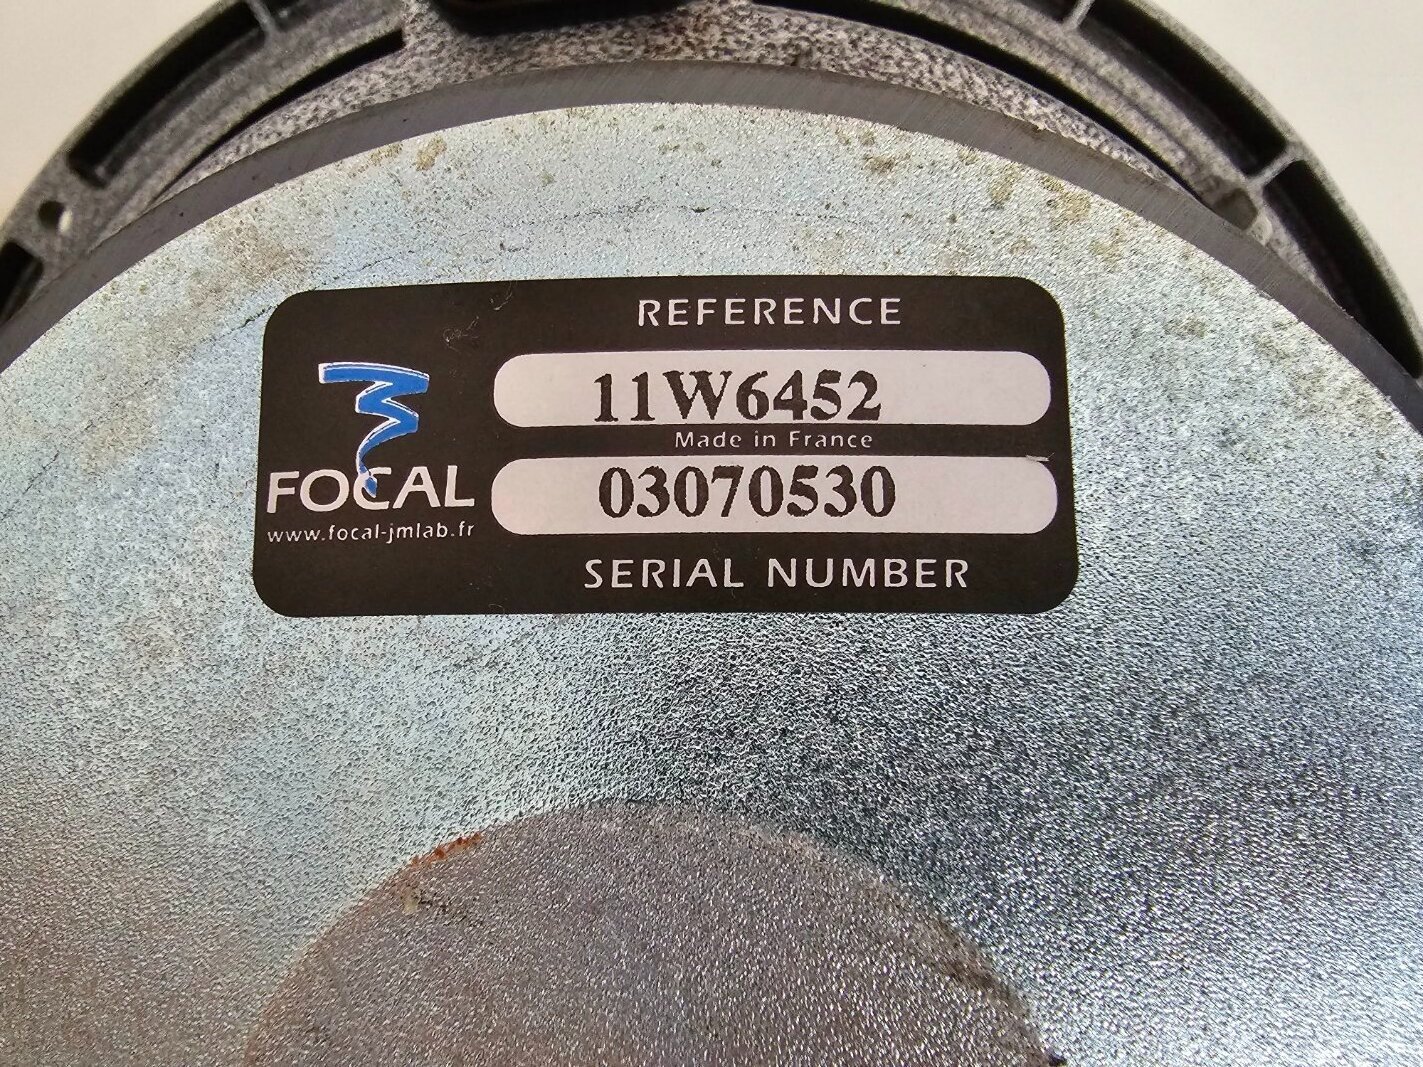 REFERENCE
11W6452
Made in France
FOCAL
03070530
www.focal-jmlab.fr
SERIAL NUMBER